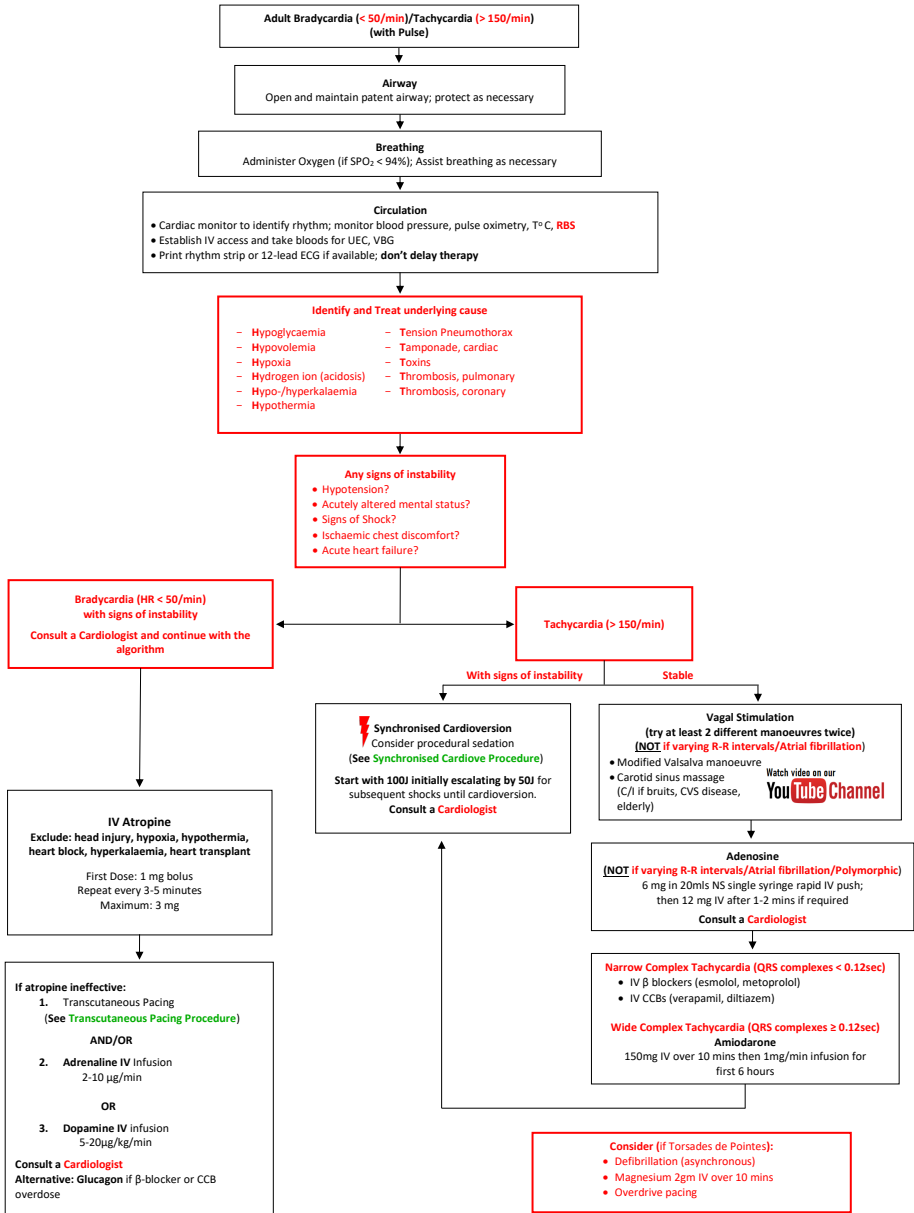 Adult Bradycardia (< 50/min)/Tachycardia (> 150/min)
(with Pulse)
Airway
Open and maintain patent airway; protect as necessary
Breathing
Administer Oxygen (if SPO₂ < 94%); Assist breathing as necessary
Circulation
• Cardiac monitor to identify rhythm; monitor blood pressure, pulse oximetry, T° C, RBS
• Establish IV access and take bloods for UEC, VBG
• Print rhythm strip or 12-lead ECG if available; don't delay therapy
Identify and Treat underlying cause
− Hypoglycaemia
− Hypovolemia
− Hypoxia
− Hydrogen ion (acidosis)
− Hypo-/hyperkalaemia
− Hypothermia
− Tension Pneumothorax
− Tamponade, cardiac
− Toxins
− Thrombosis, pulmonary
− Thrombosis, coronary
Any signs of instability
• Hypotension?
• Acutely altered mental status?
• Signs of Shock?
• Ischaemic chest discomfort?
• Acute heart failure?
Bradycardia (HR < 50/min)
with signs of instability
Consult a Cardiologist and continue with the
algorithm
Tachycardia (> 150/min)
With signs of instability
Stable
Synchronised Cardioversion
Consider procedural sedation
(See Synchronised Cardiove Procedure)
Start with 100J initially escalating by 50J for
subsequent shocks until cardioversion.
Consult a Cardiologist
Vagal Stimulation
(try at least 2 different manoeuvres twice)
(NOT if varying R-R intervals/Atrial fibrillation)
• Modified Valsalva manoeuvre
• Carotid sinus massage
(C/I if bruits, CVS disease,
elderly)
Watch video on our
YouTube Channel
IV Atropine
Exclude: head injury, hypoxia, hypothermia,
heart block, hyperkalaemia, heart transplant
First Dose: 1 mg bolus
Repeat every 3-5 minutes
Maximum: 3 mg
Adenosine
(NOT if varying R-R intervals/Atrial fibrillation/Polymorphic)
6 mg in 20mls NS single syringe rapid IV push;
then 12 mg IV after 1-2 mins if required
Consult a Cardiologist
Narrow Complex Tachycardia (QRS complexes < 0.12sec)
• IV β blockers (esmolol, metoprolol)
• IV CCBs (verapamil, diltiazem)
Wide Complex Tachycardia (QRS complexes ≥ 0.12sec)
Amiodarone
150mg IV over 10 mins then 1mg/min infusion for
first 6 hours
If atropine ineffective:
1. Transcutaneous Pacing
(See Transcutaneous Pacing Procedure)
AND/OR
2. Adrenaline IV Infusion
2-10 µg/min
OR
3. Dopamine IV infusion
5-20µg/kg/min
Consult a Cardiologist
Alternative: Glucagon if β-blocker or CCB
overdose
Consider (if Torsades de Pointes):
• Defibrillation (asynchronous)
• Magnesium 2gm IV over 10 mins
• Overdrive pacing